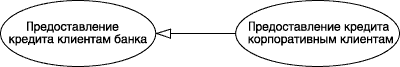 Предоставление
кредита клиентам банка
Предоставление кредита
корпоративным клиентам